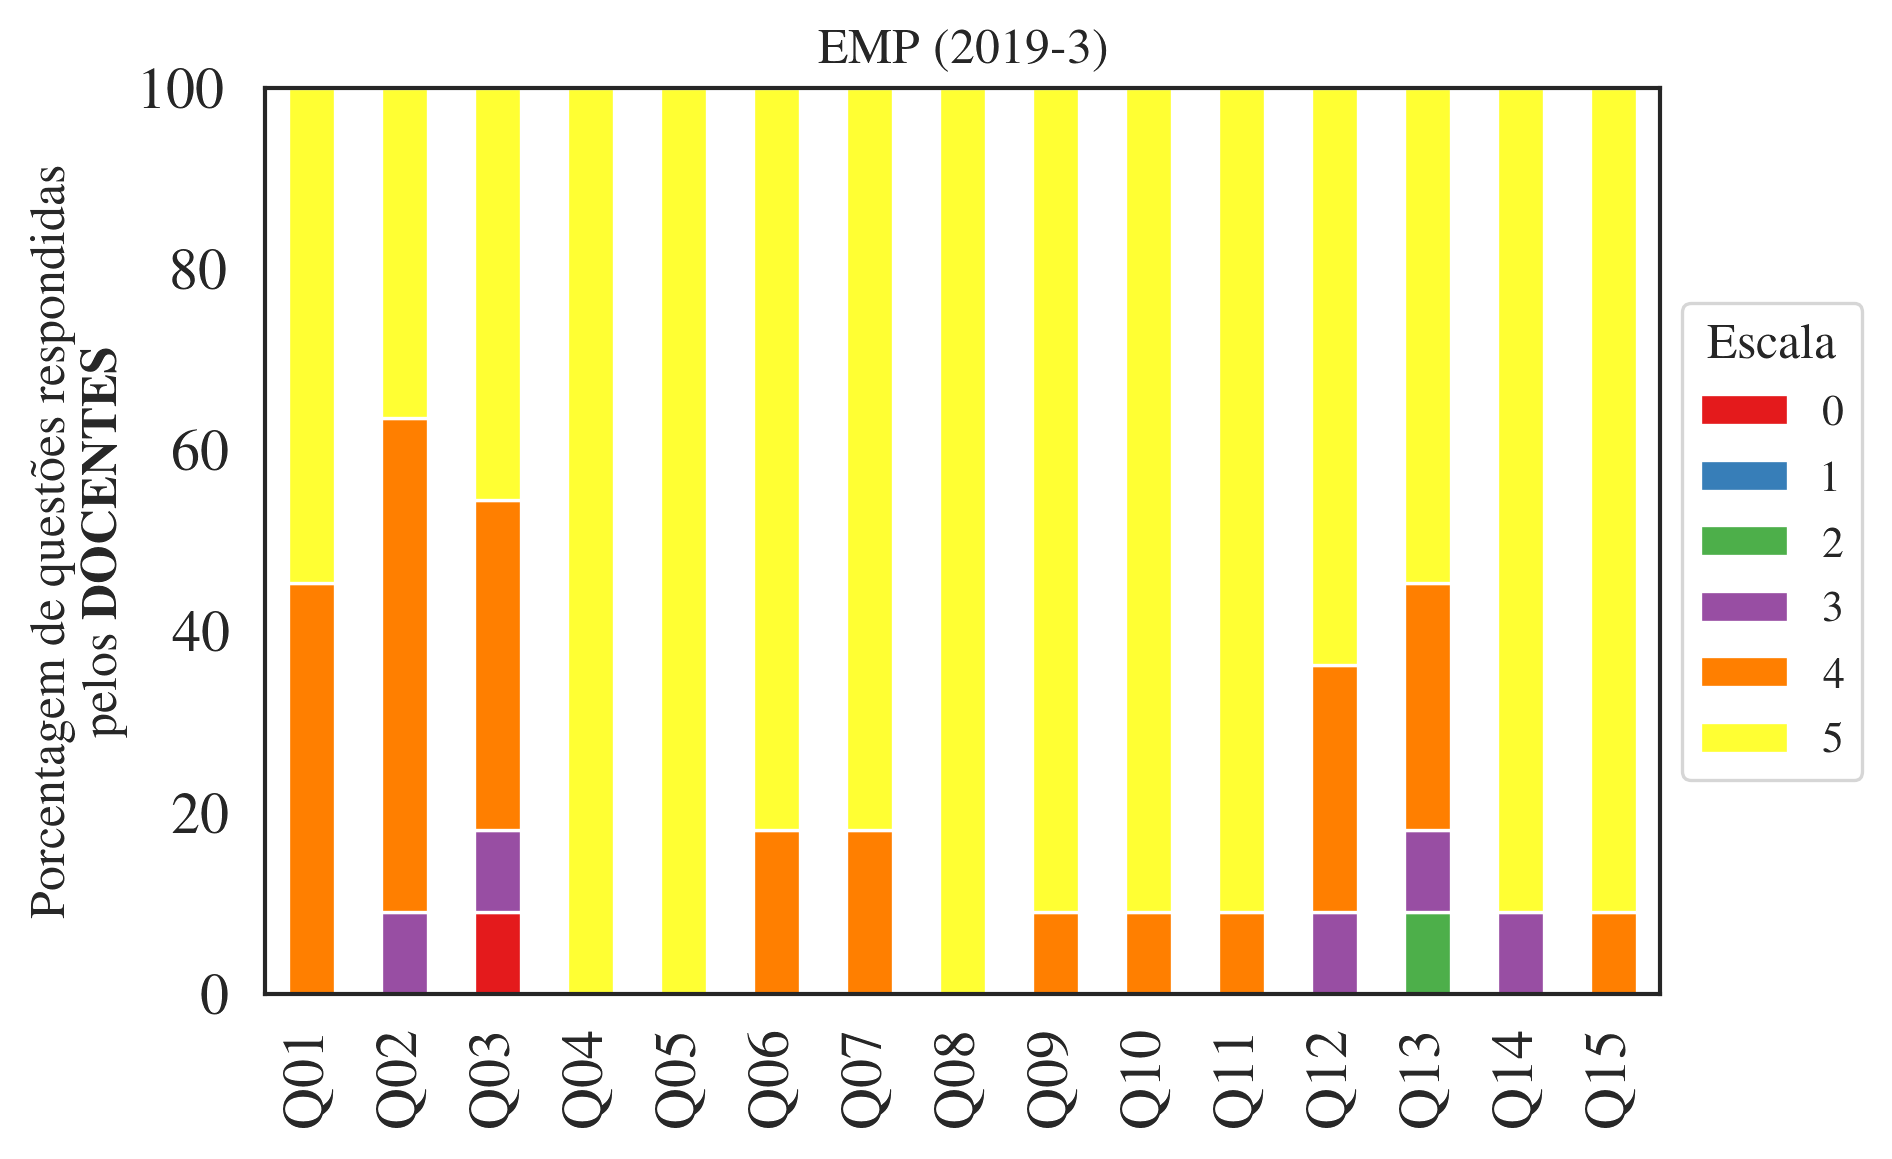 EMP (2019-3)
Porcentagem de questões respondidas
pelos DOCENTES
100
80
60
40
20
0
Q01
Q02
Q03
Q04
Q05
Q06
Q07
Q08
Q09
Q10
Q11
Q12
Q13
Q14
Q15
Escala
0
1
2
3
4
5